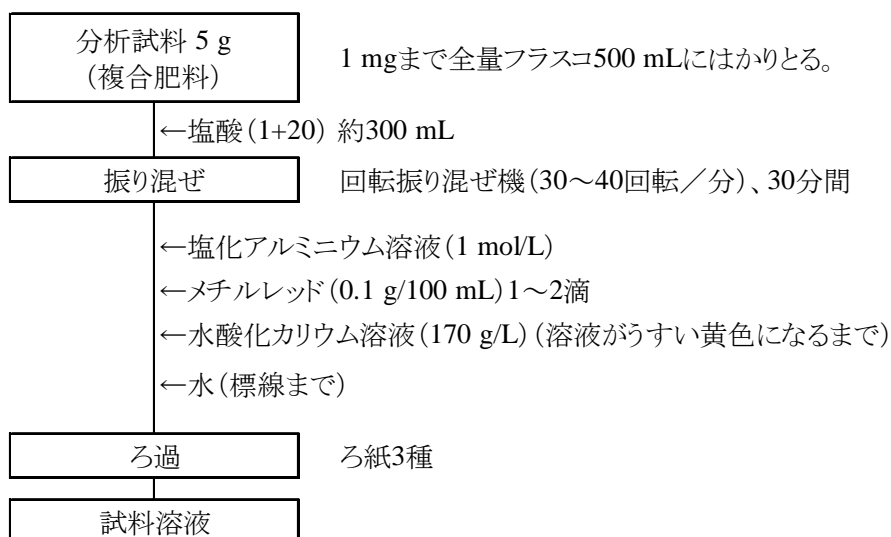 分析試料 5 g
(複合肥料)
1 mgまで全量フラスコ500 mLにはかりとる。
←塩酸(1+20) 約300 mL
振り混ぜ
回転振り混ぜ機(30~40回転/分)、30分間
←塩化アルミニウム溶液(1 mol/L)
←メチルレッド(0.1 g/100 mL)1~2滴
←水酸化カリウム溶液(170 g/L)(溶液がうすい黄色になるまで)
←水(標線まで)
ろ過
ろ紙3種
試料溶液